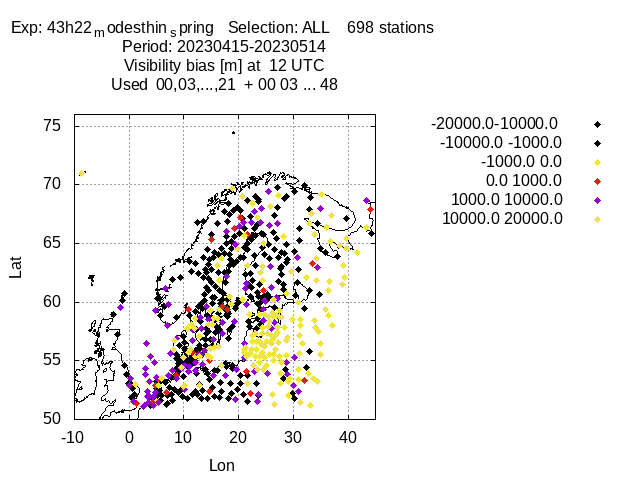 Exp: 43h22modesthinspring   Selection: ALL    698 stations
Period: 20230415-20230514
Visibility bias [m] at  12 UTC
Used  00,03,...,21  + 00 03 ... 48
-20000.0-10000.0
-10000.0 -1000.0
-1000.0 0.0
0.0 1000.0
1000.0 10000.0
10000.0 20000.0
75
70
65
60
55
50
Lat
-10 0 10 20 30 40
Lon